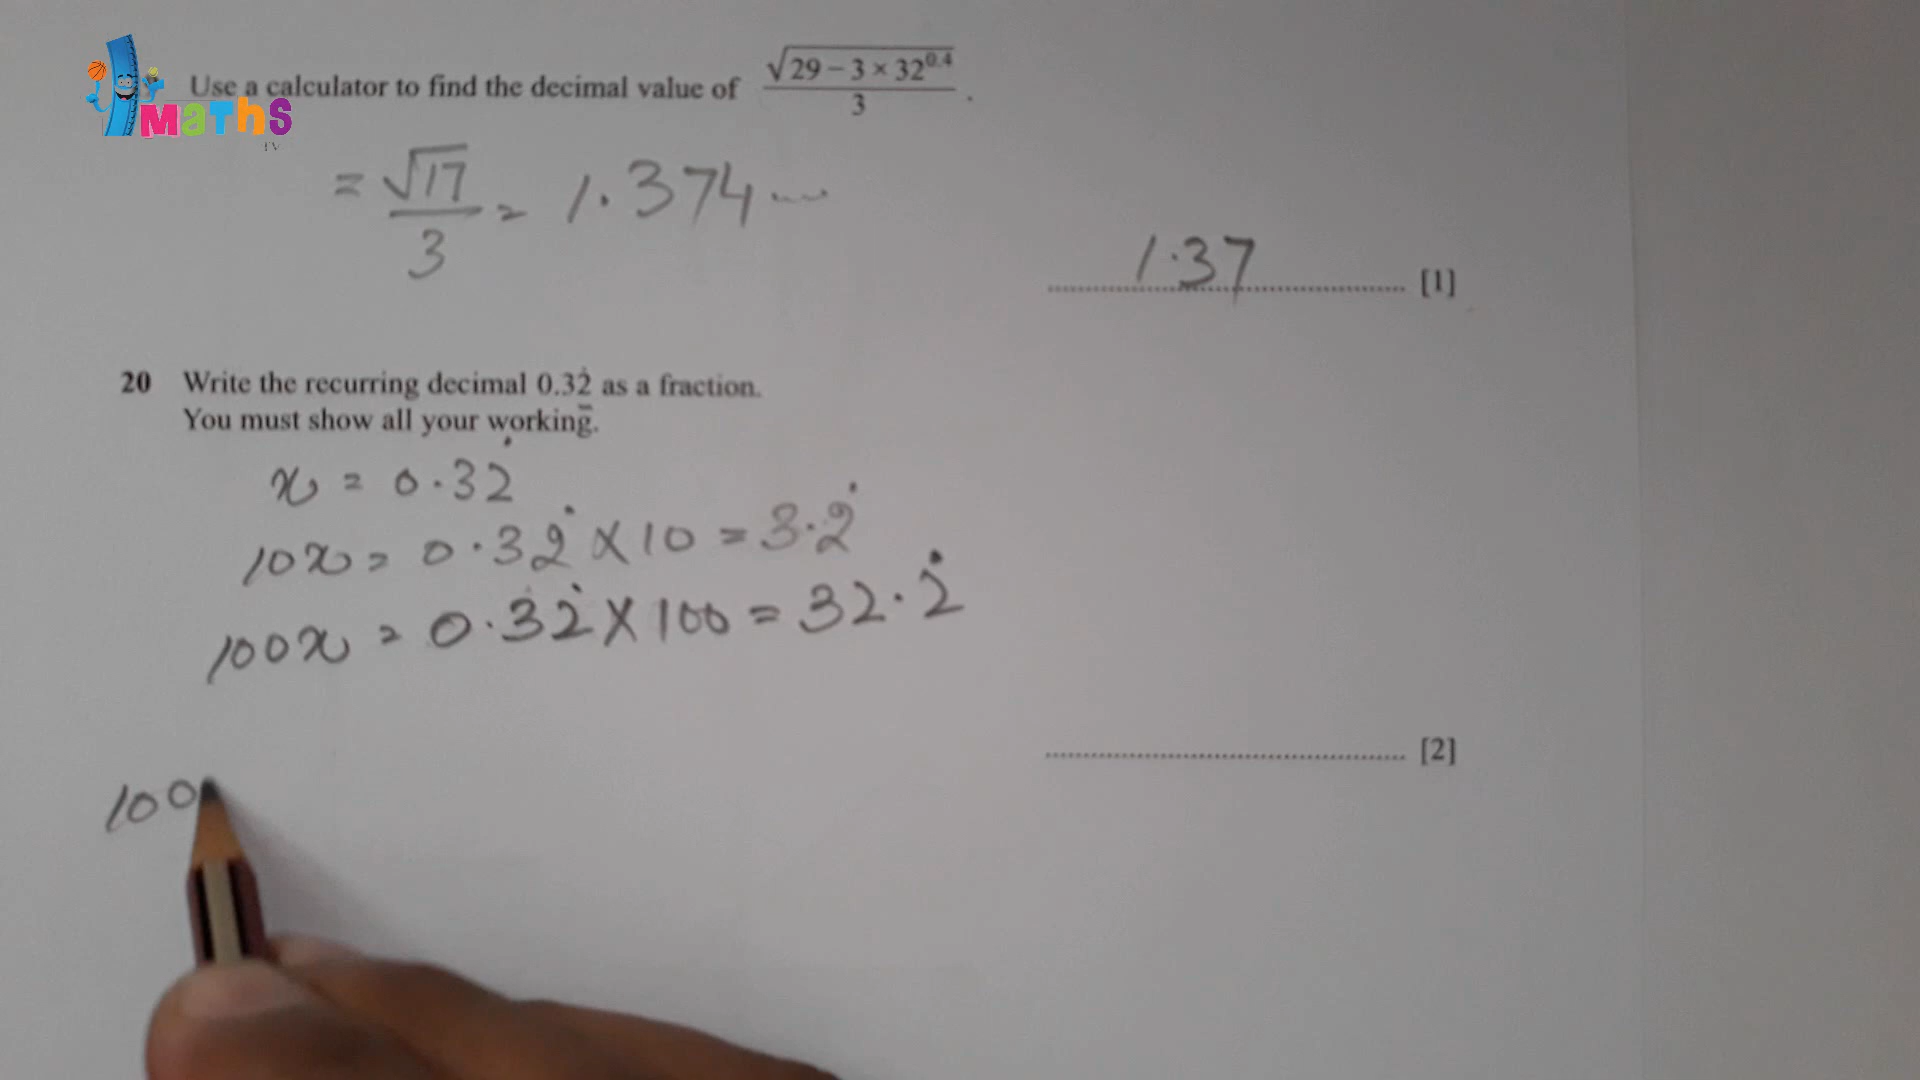 MaTHS
TV
Use a calculator to find the decimal value of √(29 – 3 × 32^0.4) / 3 .
= √17 / 3 = 1.374....
1.37 [1]
20 Write the recurring decimal 0.32̇ as a fraction.
You must show all your working.
x = 0.32̇
10x = 0.32̇ × 10 = 3.2̇
100x = 0.32̇ × 100 = 32.2̇
[2]
100